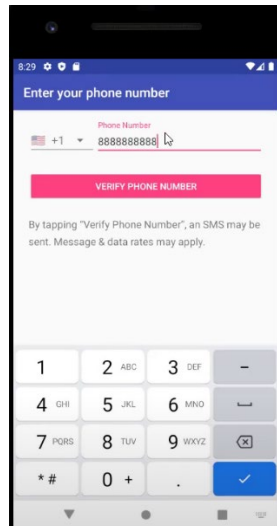 8:29
Enter your phone number
Phone Number
+1 8888888888
VERIFY PHONE NUMBER
By tapping "Verify Phone Number", an SMS may be
sent. Message & data rates may apply.
1 2 ABC 3 DEF -
4 GHI 5 JKL 6 MNO
7 PQRS 8 TUV 9 WXYZ
* # 0 + .